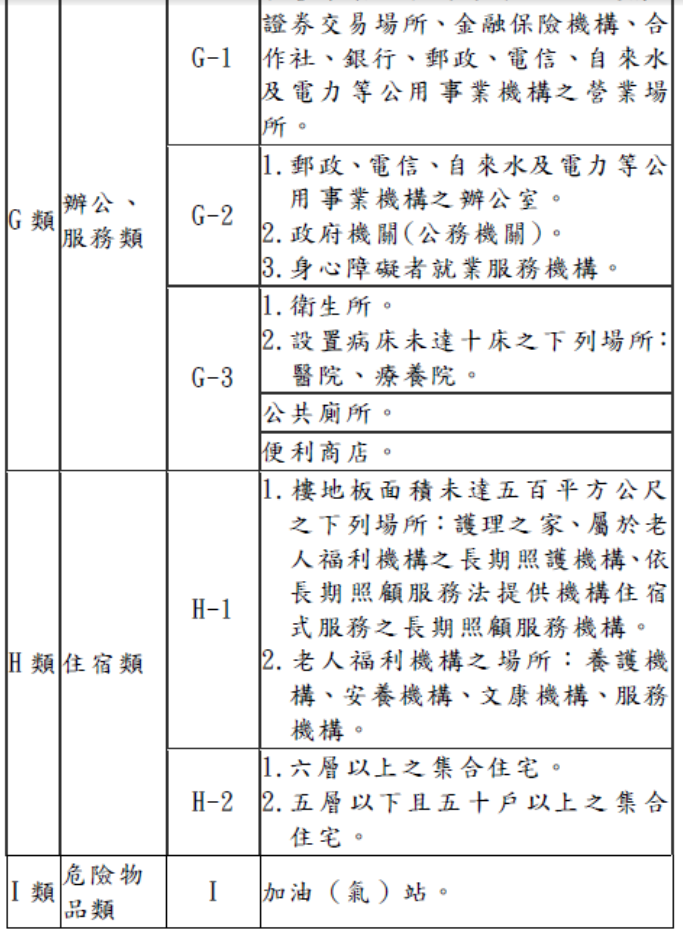 證券交易場所、金融保險機構、合
G-1
作社、銀行、郵政、電信、自來水
及電力等公用事業機構之營業場
所。
G類
辦公、
服務類
G-2
1.郵政、電信、自來水及電力等公
用事業機構之辦公室。
2.政府機關(公務機關)。
3.身心障礙者就業服務機構。
G-3
1.衛生所。
2.設置病床未達十床之下列場所:
醫院、療養院。
公共廁所。
便利商店。
H類
住宿類
H-1
1.樓地板面積未達五百平方公尺
之下列場所:護理之家、屬於老
人福利機構之長期照護機構、依
長期照顧服務法提供機構住宿
式服務之長期照顧服務機構。
2.老人福利機構之場所:養護機
構、安養機構、文康機構、服務
機構。
H-2
1.六層以上之集合住宅。
2.五層以下且五十戶以上之集合
住宅。
I類
危險物
品類
I
加油(氣)站。